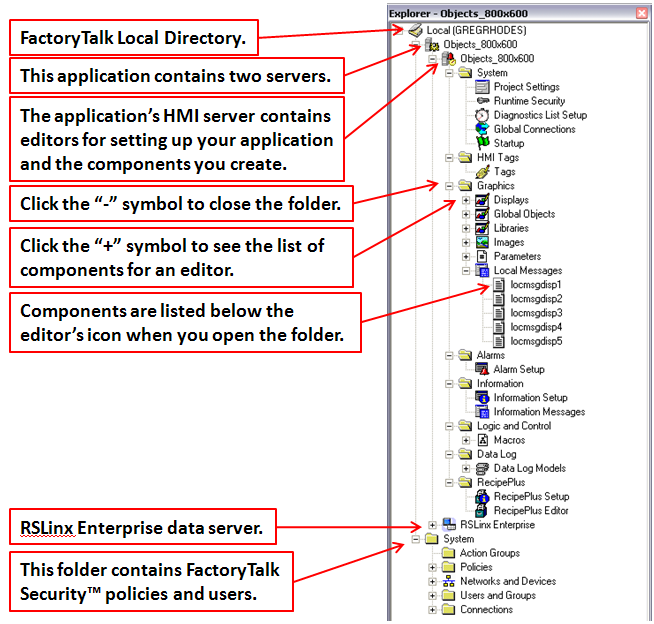 FactoryTalk Local Directory.
This application contains two servers.
The application's HMI server contains
editors for setting up your application
and the components you create.
Click the “-” symbol to close the folder.
Click the “+” symbol to see the list of
components for an editor.
Components are listed below the
editor's icon when you open the folder.
RSLinx Enterprise data server.
This folder contains FactoryTalk
Security™ policies and users.
Explorer - Objects_800x600
Local (GREGRHODES)
Objects_800x600
Objects_800x600
System
Project Settings
Runtime Security
Diagnostics List Setup
Global Connections
Startup
HMI Tags
Tags
Graphics
Displays
Global Objects
Libraries
Images
Parameters
Local Messages
locmsgdisp1
locmsgdisp2
locmsgdisp3
locmsgdisp4
locmsgdisp5
Alarms
Alarm Setup
Information
Information Setup
Information Messages
Logic and Control
Macros
Data Log
Data Log Models
RecipePlus
RecipePlus Setup
RecipePlus Editor
RSLinx Enterprise
System
Action Groups
Policies
Networks and Devices
Users and Groups
Connections